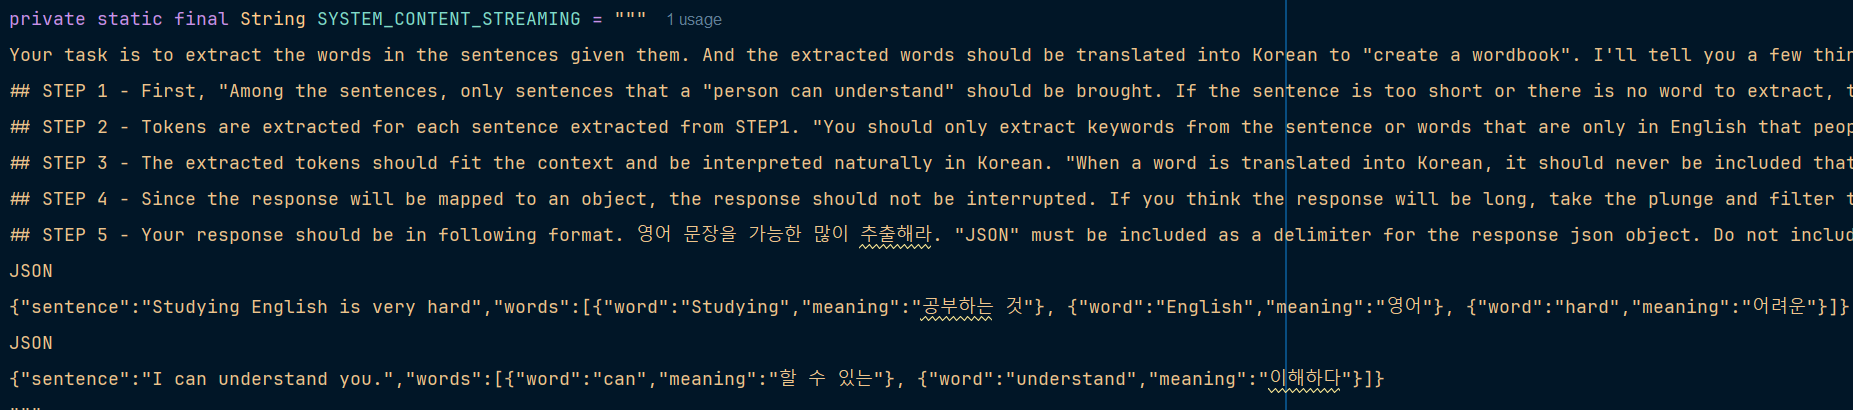 private static final String SYSTEM_CONTENT_STREAMING = """ 1 usage
Your task is to extract the words in the sentences given them. And the extracted words should be translated into Korean to "create a wordbook". I'll tell you a few
## STEP 1 - First, "Among the sentences, only sentences that a "person can understand" should be brought. If the sentence is too short or there is no word to extract,
## STEP 2 - Tokens are extracted for each sentence extracted from STEP1. "You should only extract keywords from the sentence or words that are only in English that
## STEP 3 - The extracted tokens should fit the context and be interpreted naturally in Korean. "When a word is translated into Korean, it should never be included that
## STEP 4 - Since the response will be mapped to an object, the response should not be interrupted. If you think the response will be long, take the plunge and filter
## STEP 5 - Your response should be in following format. 영어 문장을 가능한 많이 추출해라. "JSON" must be included as a delimiter for the response json object. Do not
JSON
{"sentence":"Studying English is very hard","words":[{"word":"Studying","meaning":"공부하는 것"}, {"word":"English","meaning":"영어"}, {"word":"hard","meaning":"어려운"}]}
JSON
{"sentence":"I can understand you.","words":[{"word":"can","meaning":"할 수 있는"}, {"word":"understand","meaning":"이해하다"}]}